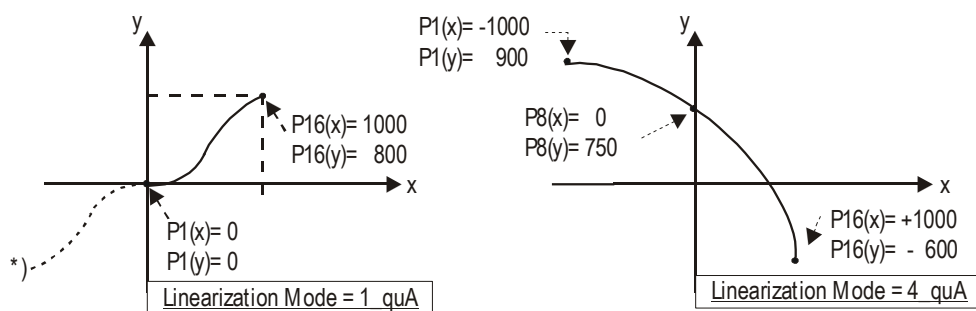 y
P16(x)= 1000
P16(y)= 800
x
P1(x)= 0
P1(y)= 0
*)
Linearization Mode = 1_quA
P1(x)= -1000
P1(y)= 900
y
P8(x)= 0
P8(y)= 750
x
P16(x)= +1000
P16(y)= - 600
Linearization Mode = 4_quA